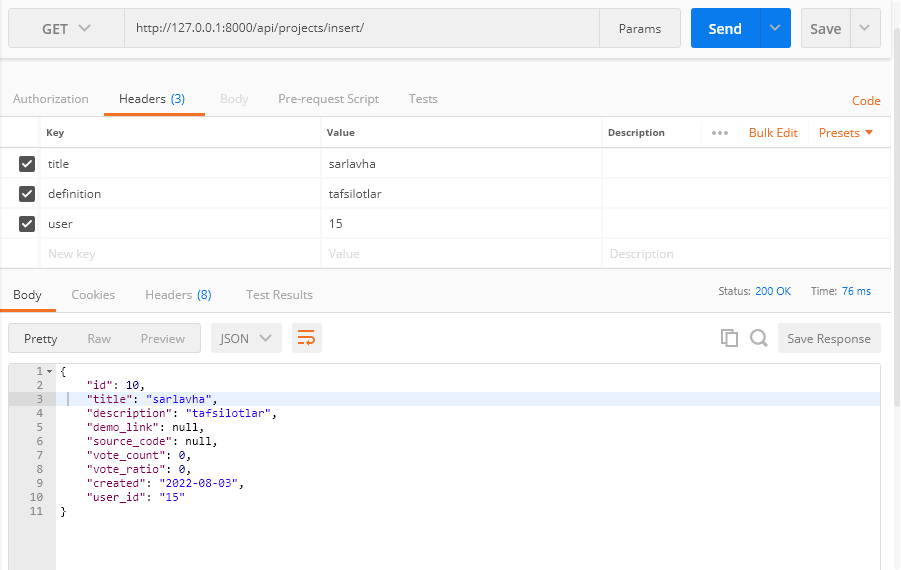 GET http://127.0.0.1:8000/api/projects/insert/ Params Send Save
Authorization Headers (3) Body Pre-request Script Tests Code
Key Value Description ••• Bulk Edit Presets
title sarlavha
definition tafsilotlar
user 15
New key Value Description
Body Cookies Headers (8) Test Results Status: 200 OK Time: 76 ms
Pretty Raw Preview JSON Save Response
1 {
2 "id": 10,
3 "title": "sarlavha",
4 "description": "tafsilotlar",
5 "demo_link": null,
6 "source_code": null,
7 "vote_count": 0,
8 "vote_ratio": 0,
9 "created": "2022-08-03",
10 "user_id": "15"
11 }